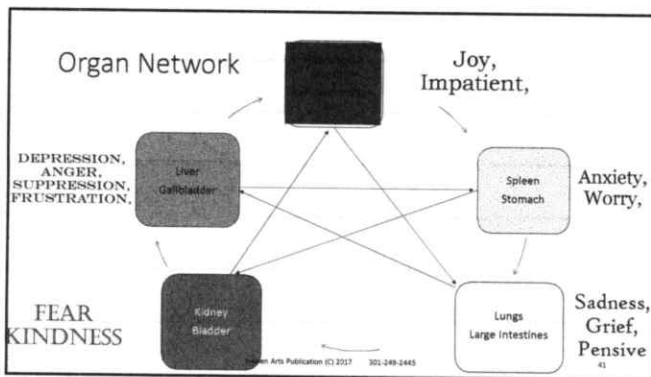 Organ Network
Joy,
Impatient,
DEPRESSION,
ANGER,
SUPPRESSION,
FRUSTRATION,
Liver
Gallbladder
Spleen
Stomach
Anxiety,
Worry,
FEAR
KINDNESS
Kidney
Bladder
Lungs
Large Intestines
Sadness,
Grief,
Pensive
Arts Publication (C) 2017 301-249-2445
41